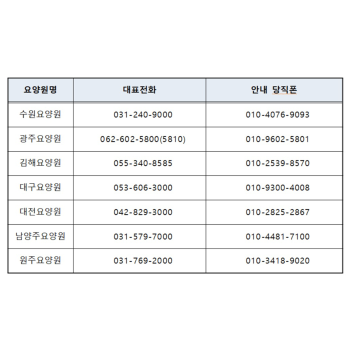 요양원명 대표전화 안내 당직폰
수원요양원 031-240-9000 010-4076-9093
광주요양원 062-602-5800(5810) 010-9602-5801
김해요양원 055-340-8585 010-2539-8570
대구요양원 053-606-3000 010-9300-4008
대전요양원 042-829-3000 010-2825-2867
남양주요양원 031-579-7000 010-4481-7100
원주요양원 031-769-2000 010-3418-9020